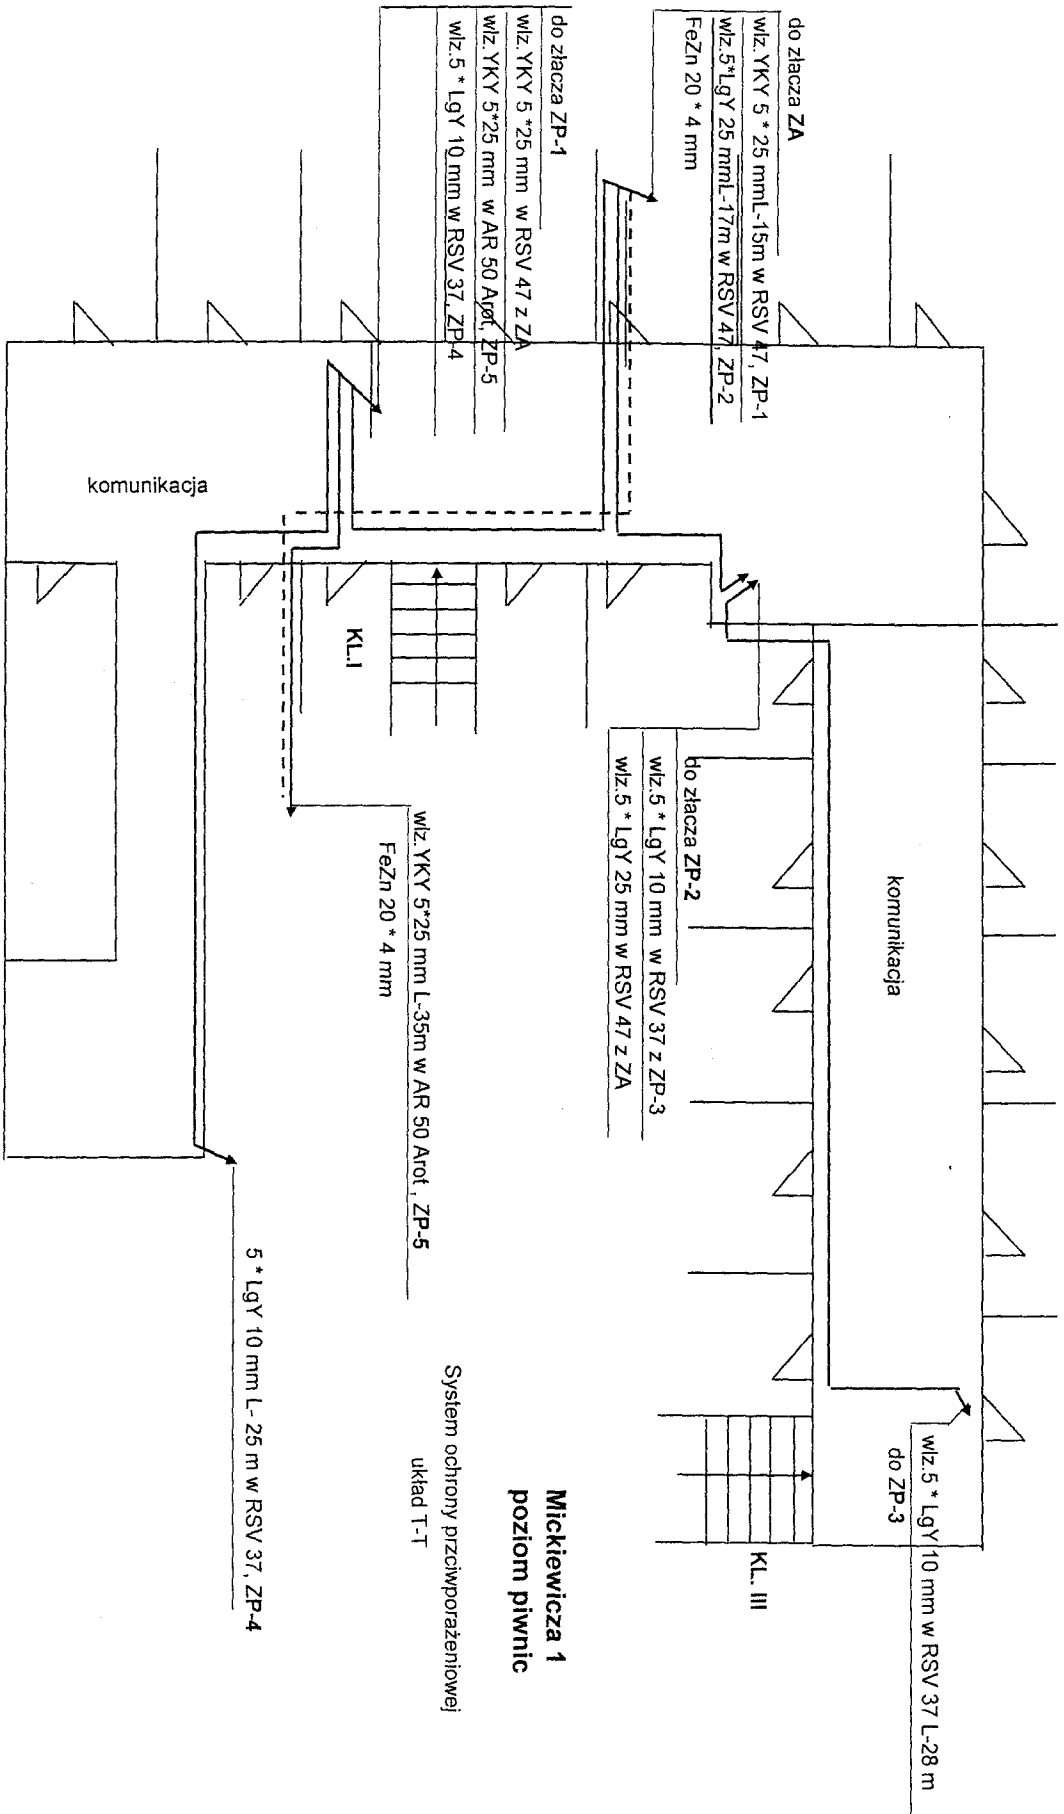 do złacza ZA
wlz.YKY 5 * 25 mmL-15m w RSV 47, ZP-1
wlz.5*LgY 25 mmL-17m w RSV 47, ZP-2
FeZn 20 * 4 mm
do złacza ZP-1
wlz.YKY 5 *25 mm w RSV 47 z ZA
wlz.YKY 5*25 mm w AR 50 Arot, ZP-5
wlz.5 * LgY 10 mm w RSV 37, ZP-4
komunikacja
KL.I
do złacza ZP-2
wlz.5 * LgY 10 mm w RSV 37 z ZP-3
wlz.5 * LgY 25 mm w RSV 47 z ZA
komunikacja
wlz.YKY 5*25 mm L-35m w AR 50 Arot , ZP-5
FeZn 20 * 4 mm
5 * LgY 10 mm L- 25 m w RSV 37, ZP-4
wlz.5 * LgY 10 mm w RSV 37 L-28 m
do ZP-3
KL. III
Mickiewicza 1
poziom piwnic
System ochrony przciwporażeniowej
układ T-T